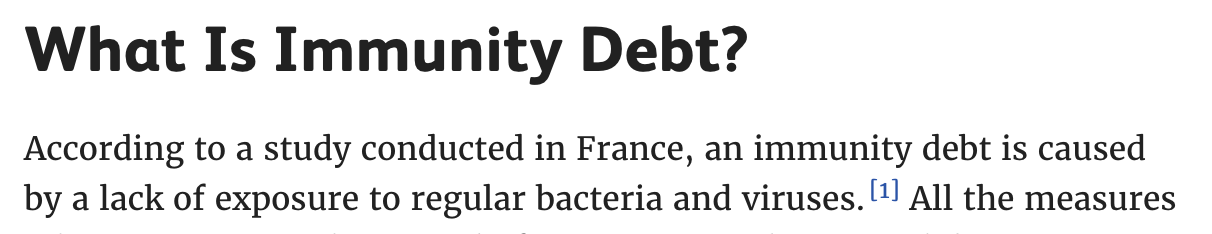 What Is Immunity Debt?
According to a study conducted in France, an immunity debt is caused
by a lack of exposure to regular bacteria and viruses.[1] All the measures